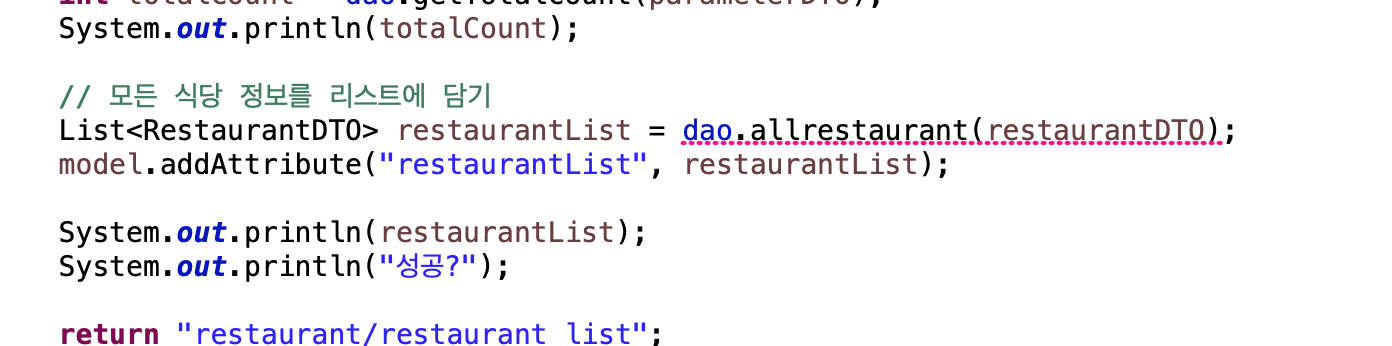 int totalCount = dao.getTotalCount(parameterDTO);
System.out.println(totalCount);
// 모든 식당 정보를 리스트에 담기
List<RestaurantDTO> restaurantList = dao.allrestaurant(restaurantDTO);
model.addAttribute("restaurantList", restaurantList);
System.out.println(restaurantList);
System.out.println("성공?");
return "restaurant/restaurant_list";